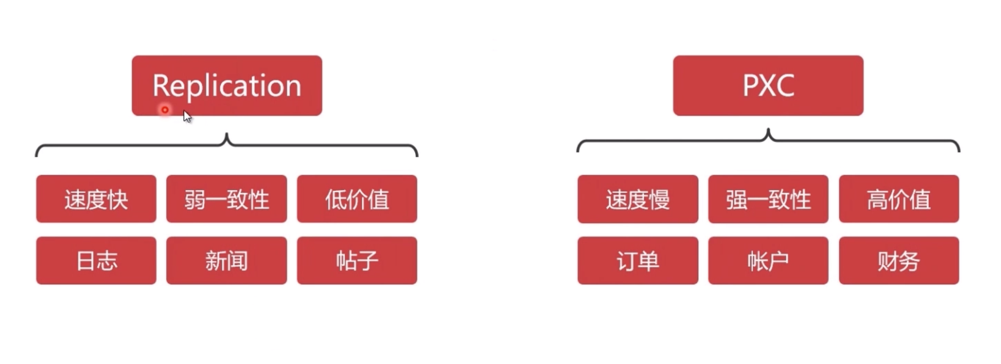 Replication
速度快 弱一致性 低价值
日志 新闻 帖子
PXC
速度慢 强一致性 高价值
订单 帐户 财务